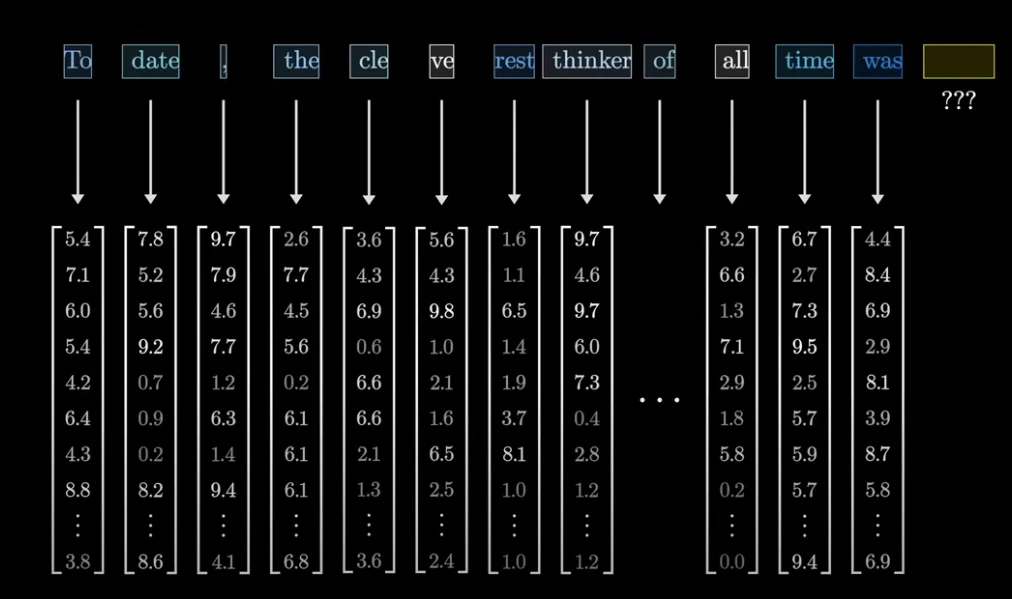 To date, the cleverest thinker of all time was
???
5.4 7.8 9.7 2.6 3.6 5.6 1.6 9.7 3.2 6.7 4.4
7.1 5.2 7.9 7.7 4.3 4.3 1.1 4.6 6.6 2.7 8.4
6.0 5.6 4.6 4.5 6.9 9.8 6.5 9.7 1.3 7.3 6.9
5.4 9.2 7.7 5.6 0.6 1.0 1.4 6.0 7.1 9.5 2.9
4.2 0.7 1.2 0.2 6.6 2.1 1.9 7.3 ... 2.9 2.5 8.1
6.4 0.9 6.3 6.1 6.6 1.6 3.7 0.4 1.8 5.7 3.9
4.3 0.2 1.4 6.1 2.1 6.5 8.1 2.8 5.8 5.9 8.7
8.8 8.2 9.4 6.1 1.3 2.5 1.0 1.2 0.2 5.7 5.8
⋮ ⋮ ⋮ ⋮ ⋮ ⋮ ⋮ ⋮ ⋮ ⋮ ⋮
3.8 8.6 4.1 6.8 3.6 2.4 1.0 1.2 0.0 9.4 6.9